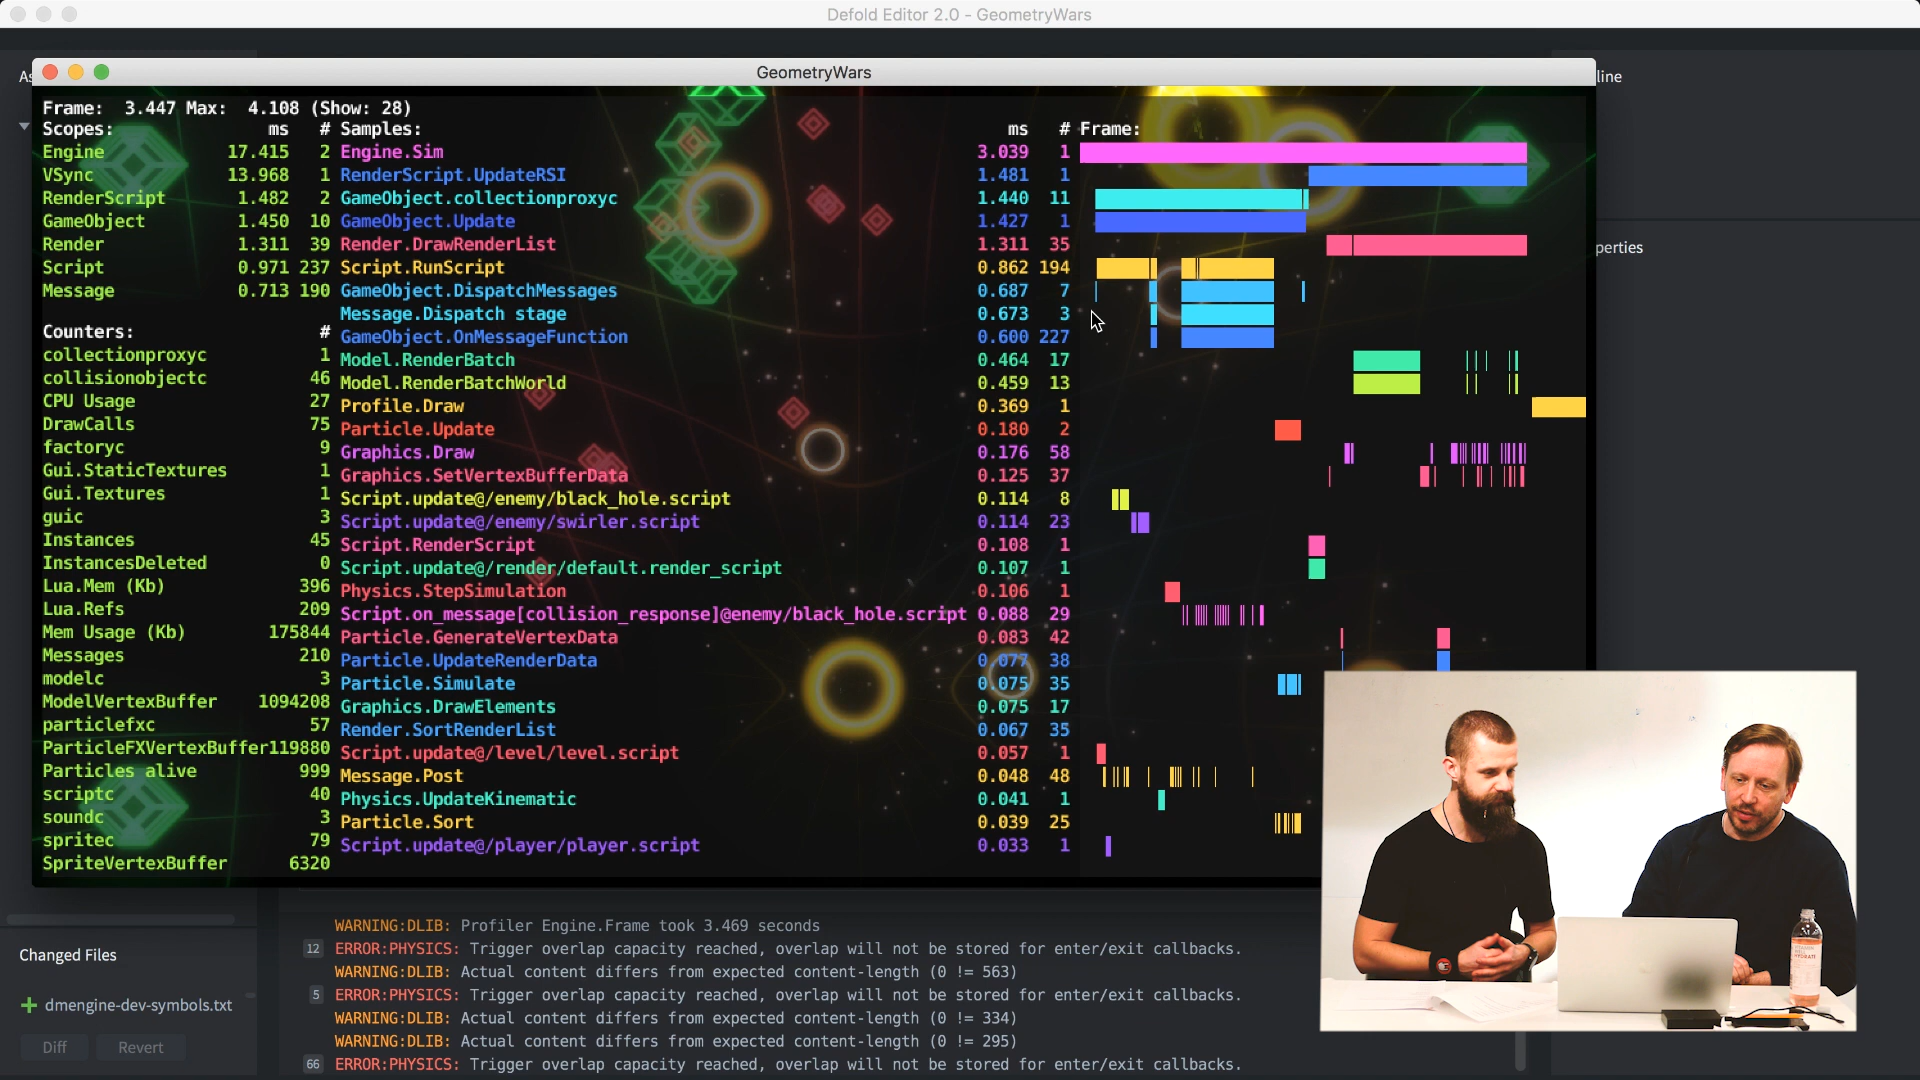 Defold Editor 2.0 - GeometryWars
As
line
GeometryWars
Frame: 3.447 Max: 4.108 (Show: 28)
Scopes: ms #
Engine 17.415 2
VSync 13.968 1
RenderScript 1.482 2
GameObject 1.450 10
Render 1.311 39
Script 0.971 237
Message 0.713 190
Counters: #
collectionproxyc 1
collisionobjectc 46
CPU Usage 27
DrawCalls 75
factoryc 9
Gui.StaticTextures 1
Gui.Textures 1
guic 3
Instances 45
InstancesDeleted 0
Lua.Mem (Kb) 396
Lua.Refs 209
Mem Usage (Kb) 175844
Messages 210
modelc 3
ModelVertexBuffer 1094208
particlefxc 57
ParticleFXVertexBuffer119880
Particles alive 999
scriptc 40
soundc 3
spritec 79
SpriteVertexBuffer 6320
Samples: ms # Frame:
Engine.Sim 3.039 1
RenderScript.UpdateRSI 1.481 1
GameObject.collectionproxyc 1.440 11
GameObject.Update 1.427 1
Render.DrawRenderList 1.311 35
Script.RunScript 0.862 194
GameObject.DispatchMessages 0.687 7
Message.Dispatch stage 0.673 3
GameObject.OnMessageFunction 0.600 227
Model.RenderBatch 0.464 17
Model.RenderBatchWorld 0.459 13
Profile.Draw 0.369 1
Particle.Update 0.180 2
Graphics.Draw 0.176 58
Graphics.SetVertexBufferData 0.125 37
Script.update@/enemy/black_hole.script 0.114 8
Script.update@/enemy/swirler.script 0.114 23
Script.RenderScript 0.108 1
Script.update@/render/default.render_script 0.107 1
Physics.StepSimulation 0.106 1
Script.on_message[collision_response]@enemy/black_hole.script 0.088 29
Particle.GenerateVertexData 0.083 42
Particle.UpdateRenderData 0.077 38
Particle.Simulate 0.075 35
Graphics.DrawElements 0.075 17
Render.SortRenderList 0.067 35
Script.update@/level/level.script 0.057 1
Message.Post 0.048 48
Physics.UpdateKinematic 0.041 1
Particle.Sort 0.039 25
Script.update@/player/player.script 0.033 1
perties
Changed Files
dmengine-dev-symbols.txt
Diff Revert
WARNING:DLIB: Profiler Engine.Frame took 3.469 seconds
12 ERROR:PHYSICS: Trigger overlap capacity reached, overlap will not be stored for enter/exit callbacks.
WARNING:DLIB: Actual content differs from expected content-length (0 != 563)
5 ERROR:PHYSICS: Trigger overlap capacity reached, overlap will not be stored for enter/exit callbacks.
WARNING:DLIB: Actual content differs from expected content-length (0 != 334)
WARNING:DLIB: Actual content differs from expected content-length (0 != 295)
66 ERROR:PHYSICS: Trigger overlap capacity reached, overlap will not be stored for enter/exit callbacks.